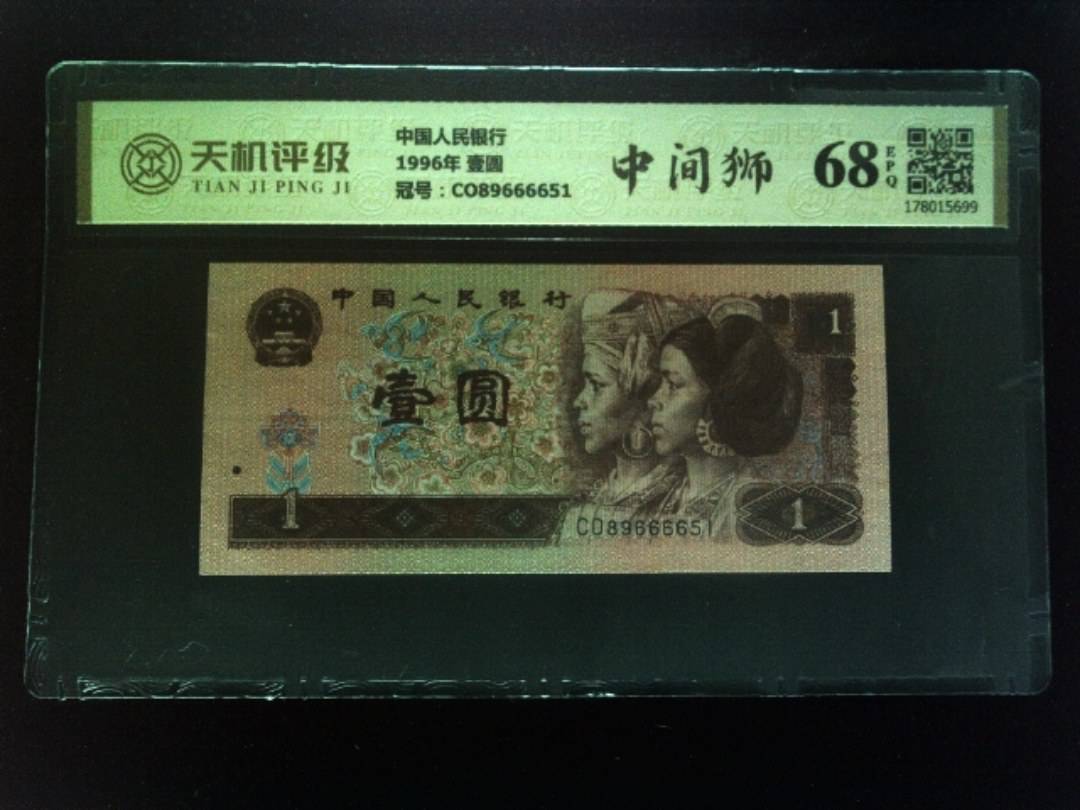 天机评级
TIAN JI PING JI
中国人民银行
1996年 壹圆
冠号：CO89666651
中间狮
68
EPQ
178015699
中国人民银行
1
壹圆
1
CO89666651
1